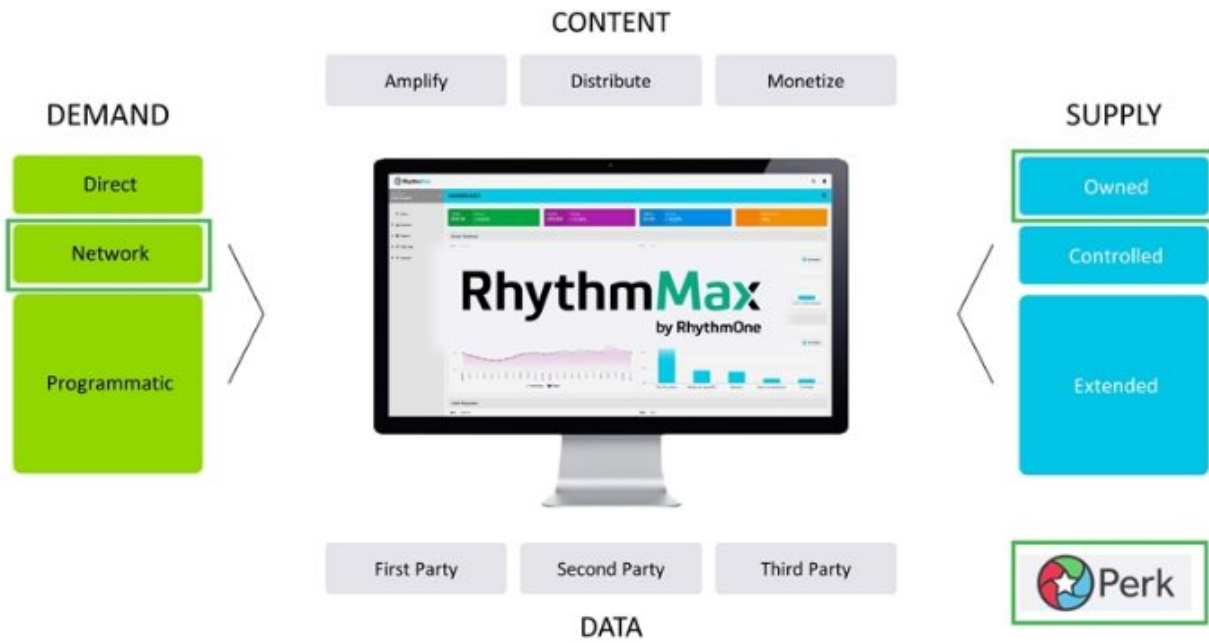 CONTENT
Amplify
Distribute
Monetize
DEMAND
SUPPLY
Direct
Network
Programmatic
Owned
Controlled
Extended
RhythmMax
RhythmMax
by RhythmOne
First Party
Second Party
Third Party
DATA
Perk